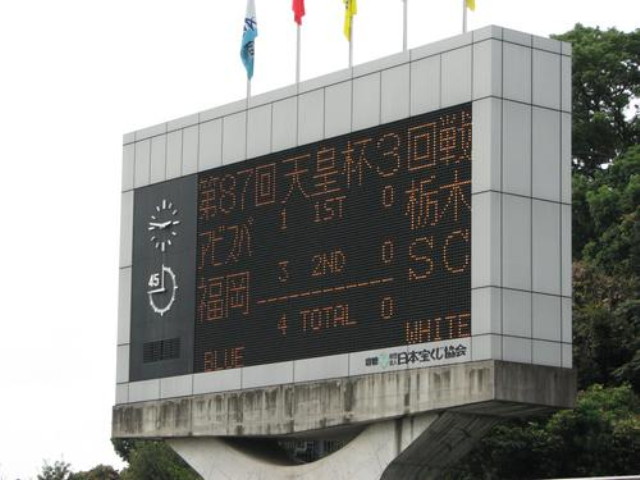 第87回天皇杯3回戦
アビスパ 1 1ST 0 栃木
福岡 3 2ND 0 SC
4 TOTAL 0
BLUE WHITE
日本宝くじ協会
45